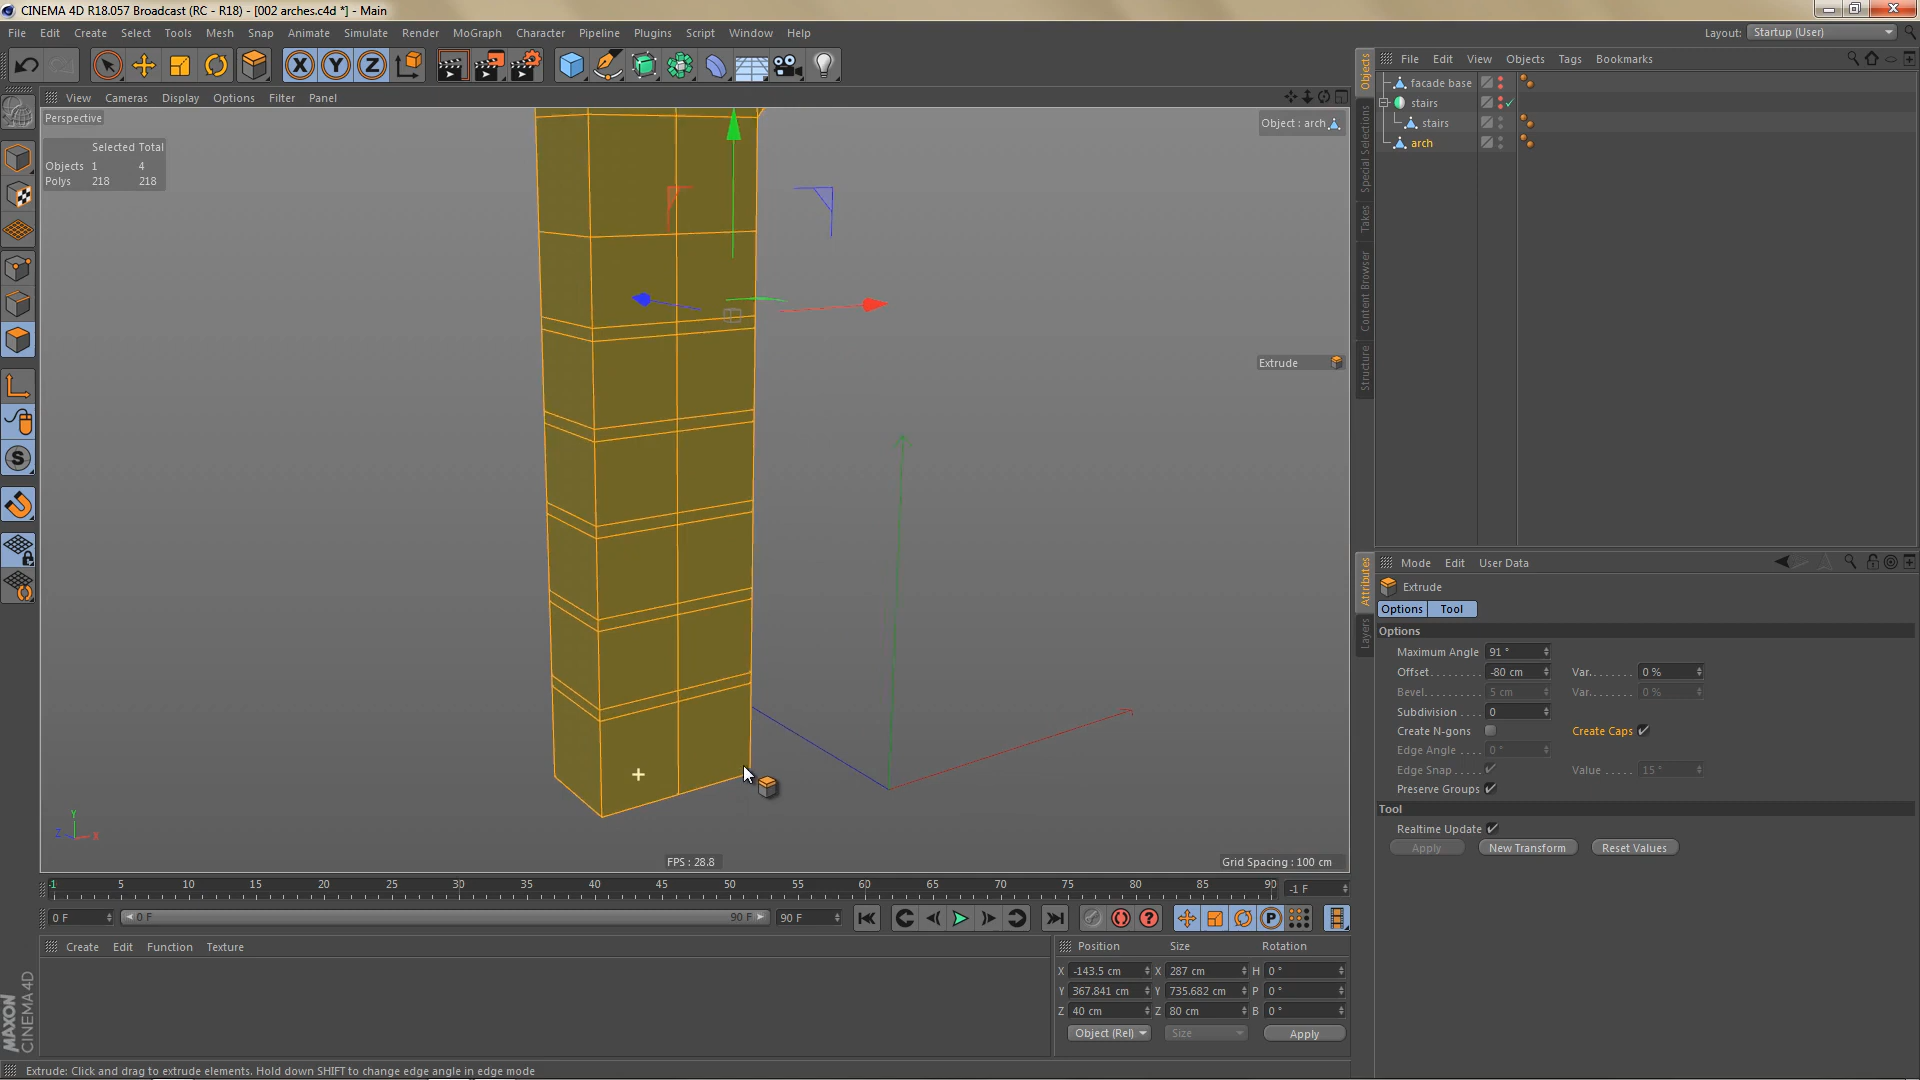 CINEMA 4D R18.057 Broadcast (RC - R18) - [002 arches.c4d *] - Main
File Edit Create Select Tools Mesh Snap Animate Simulate Render MoGraph Character Pipeline Plugins Script Window Help
Layout: Startup (User)
X Y Z
View Cameras Display Options Filter Panel
Perspective
Selected Total
Objects 1 4
Polys 218 218
Object : arch
Extrude
Y
Z X
FPS : 28.8
Grid Spacing : 100 cm
S
Objects
Special Selections
Takes
Content Browser
Structure
File Edit View Objects Tags Bookmarks
facade base
stairs
stairs
arch
Attributes
Layers
Mode Edit User Data
Extrude
Options Tool
Options
Maximum Angle 91 °
Offset -80 cm Var. 0 %
Bevel 5 cm Var. 0 %
Subdivision 0
Create N-gons Create Caps
Edge Angle 0 °
Edge Snap Value 15 °
Preserve Groups
Tool
Realtime Update
Apply New Transform Reset Values
-1 5 10 15 20 25 30 35 40 45 50 55 60 65 70 75 80 85 90 -1 F
0 F 0 F 90 F 90 F
? P
Create Edit Function Texture
Position Size Rotation
X -143.5 cm X 287 cm H 0 °
Y 367.841 cm Y 735.682 cm P 0 °
Z 40 cm Z 80 cm B 0 °
Object (Rel) Size Apply
MAXON
CINEMA 4D
Extrude: Click and drag to extrude elements. Hold down SHIFT to change edge angle in edge mode